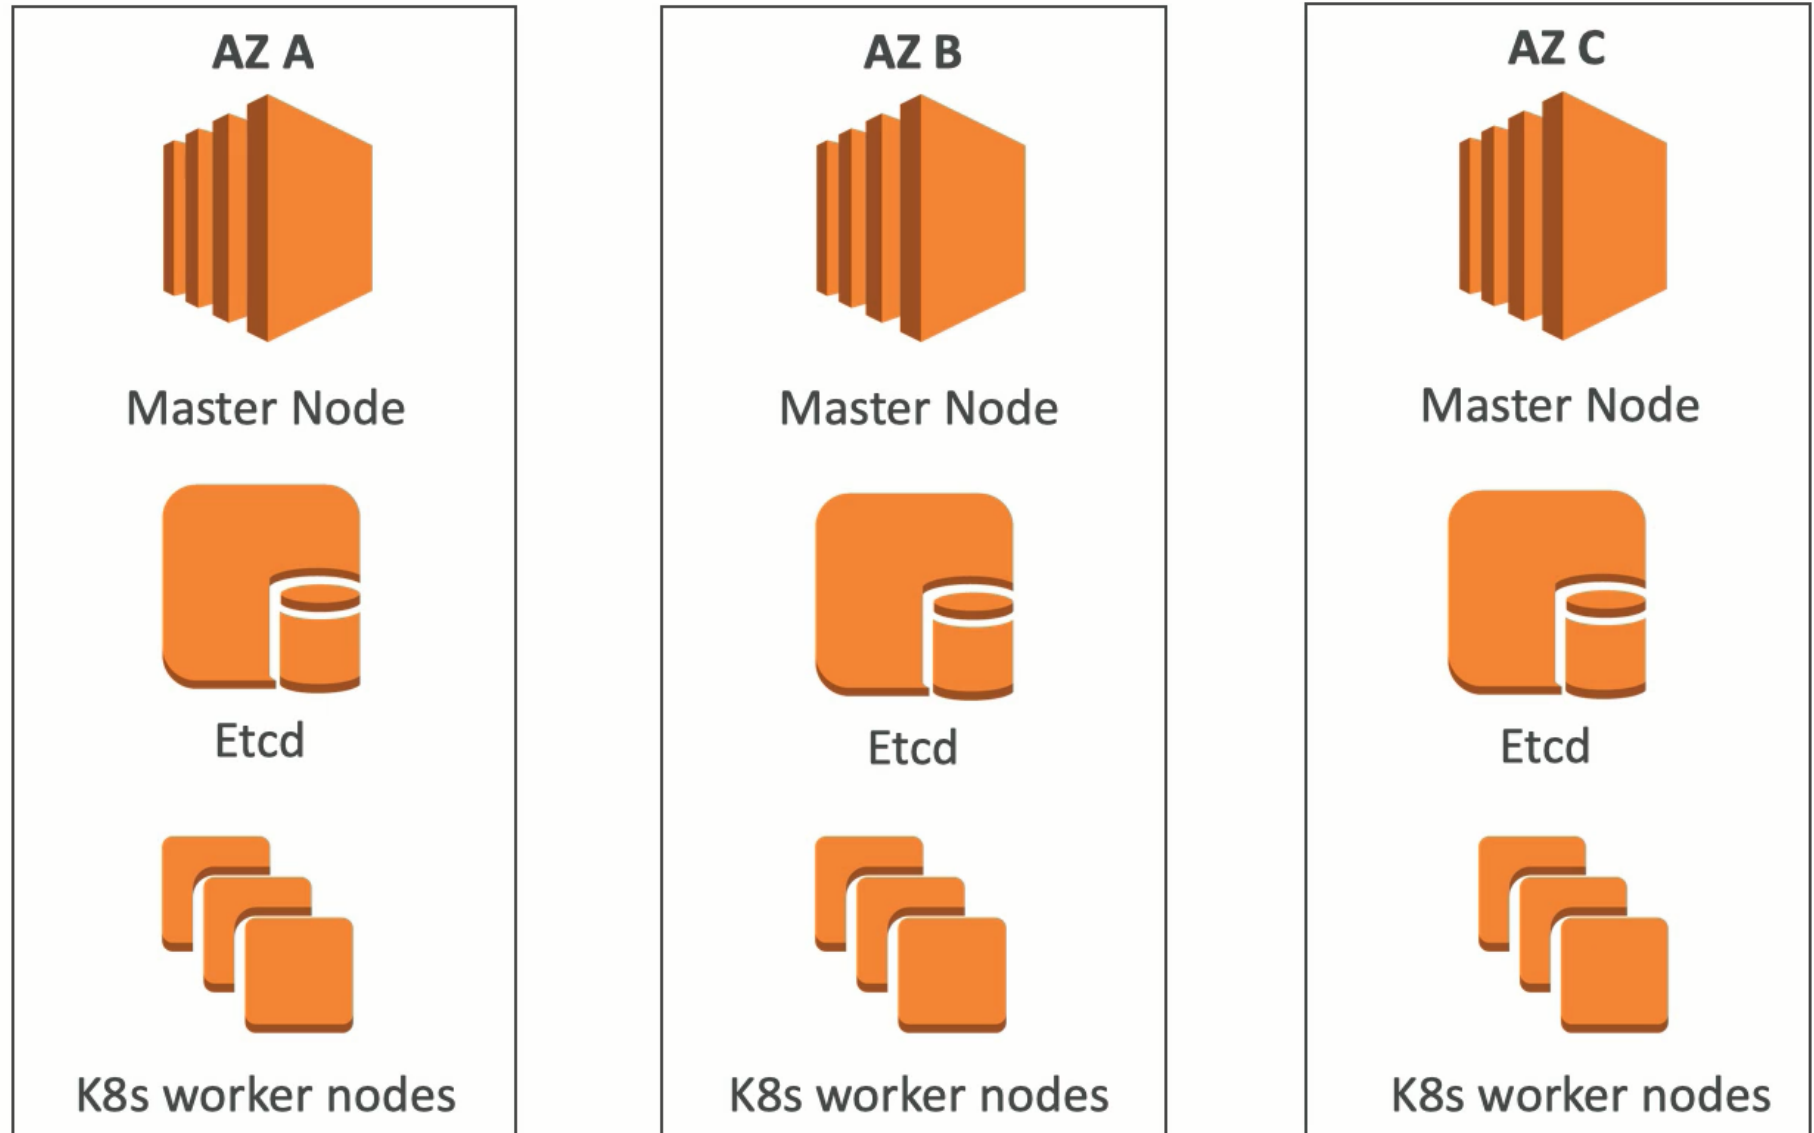 AZ A
Master Node
Etcd
K8s worker nodes
AZ B
Master Node
Etcd
K8s worker nodes
AZ C
Master Node
Etcd
K8s worker nodes